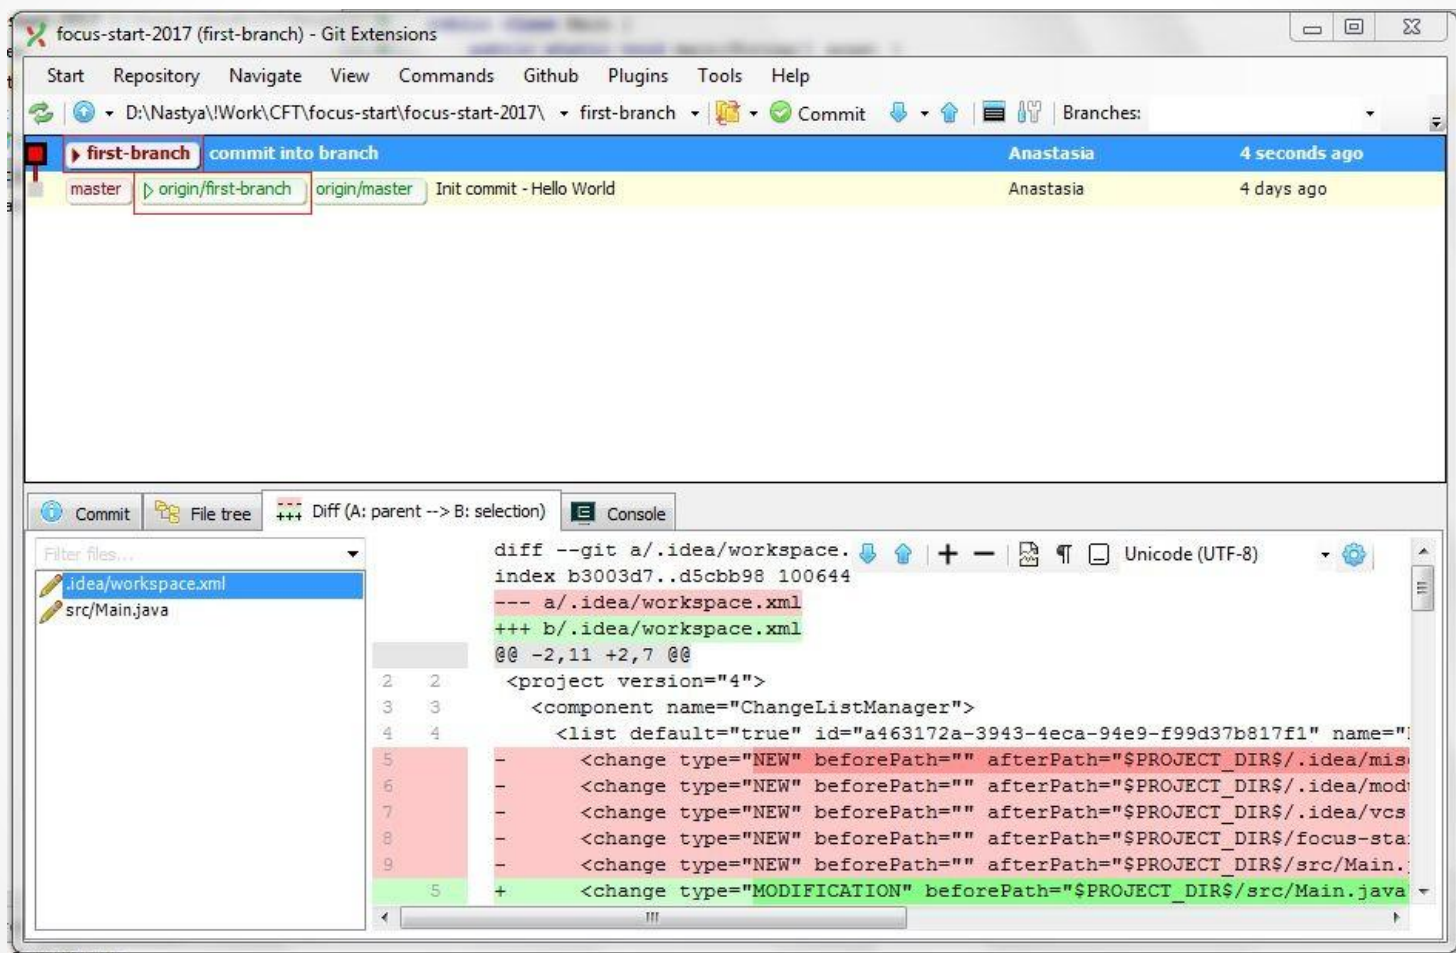 focus-start-2017 (first-branch) - Git Extensions
Start Repository Navigate View Commands Github Plugins Tools Help
D:\Nastya\!Work\CFT\focus-start\focus-start-2017\ first-branch Commit Branches:
first-branch commit into branch Anastasia 4 seconds ago
master origin/first-branch origin/master Init commit - Hello World Anastasia 4 days ago
Commit File tree Diff (A: parent --> B: selection) Console
Filter files...
.idea/workspace.xml
src/Main.java
diff --git a/.idea/workspace. Unicode (UTF-8)
index b3003d7..d5cbb98 100644
--- a/.idea/workspace.xml
+++ b/.idea/workspace.xml
@@ -2,11 +2,7 @@
2 2 <project version="4">
3 3 <component name="ChangeListManager">
4 4 <list default="true" id="a463172a-3943-4eca-94e9-f99d37b817f1" name="
5 - <change type="NEW" beforePath="" afterPath="$PROJECT_DIR$/.idea/mis
6 - <change type="NEW" beforePath="" afterPath="$PROJECT_DIR$/.idea/mod
7 - <change type="NEW" beforePath="" afterPath="$PROJECT_DIR$/.idea/vcs
8 - <change type="NEW" beforePath="" afterPath="$PROJECT_DIR$/focus-sta
9 - <change type="NEW" beforePath="" afterPath="$PROJECT_DIR$/src/Main.
5 + <change type="MODIFICATION" beforePath="$PROJECT_DIR$/src/Main.java